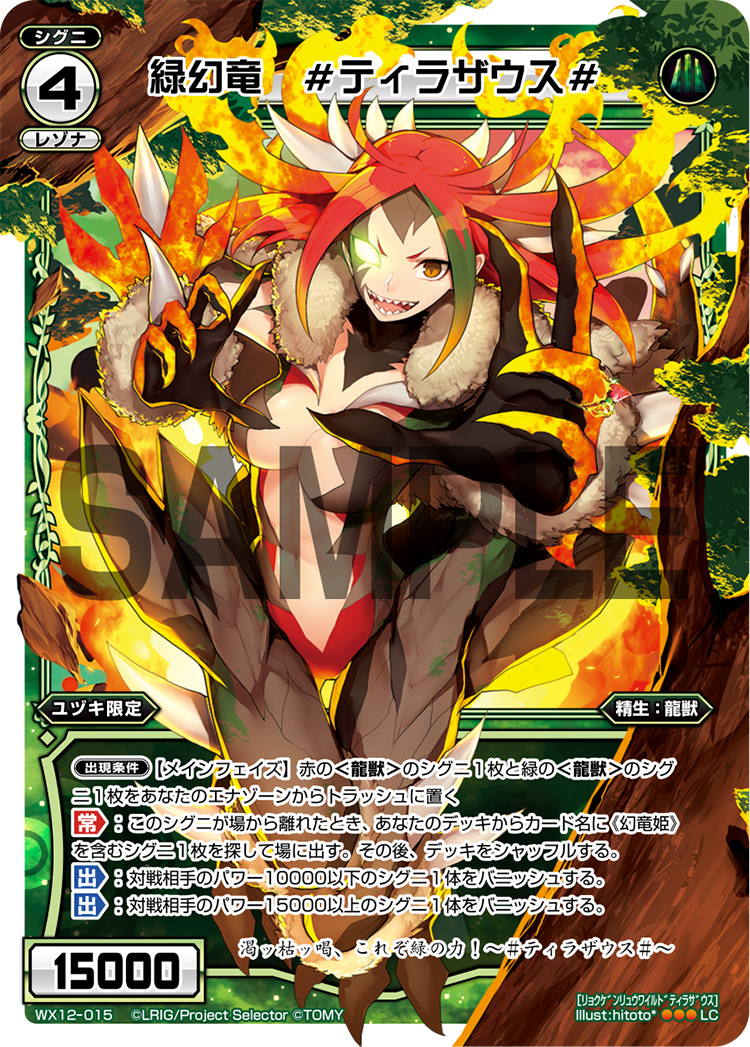 シグニ
4
レゾナ
緑幻竜 #ティラザウス#
SAMPLE
ユヅキ限定
精生:龍獣
出現条件 【メインフェイズ】赤の<龍獣>のシグニ1枚と緑の<龍獣>のシグ
ニ1枚をあなたのエナゾーンからトラッシュに置く
常:このシグニが場から離れたとき、あなたのデッキからカード名に《幻竜姫》
を含むシグニ1枚を探して場に出す。その後、デッキをシャッフルする。
出:対戦相手のパワー10000以下のシグニ1体をバニッシュする。
出:対戦相手のパワー15000以上のシグニ1体をバニッシュする。
渇ッ枯ッ喝、これぞ緑の力!~#ティラザウス#~
15000
[リョクゲンリュウワイルドティラザウス]
WX12-015 ©LRIG/Project Selector ©TOMY
Illust:hitoto* LC